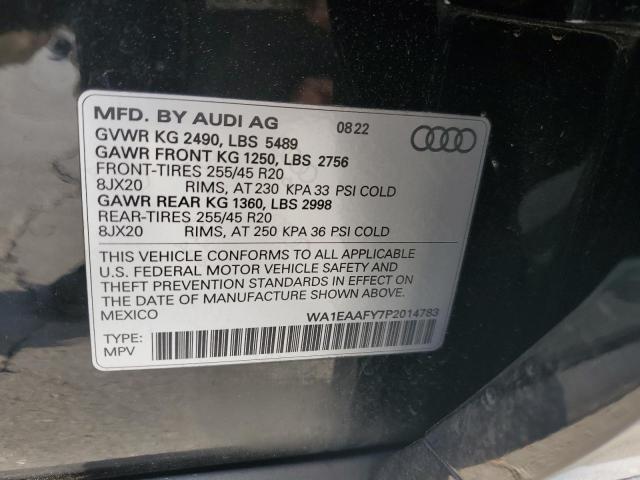 MFD. BY AUDI AG 08 22
GVWR KG 2490, LBS 5489
GAWR FRONT KG 1250, LBS 2756
FRONT-TIRES 255/45 R20
8JX20 RIMS, AT 230 KPA 33 PSI COLD
GAWR REAR KG 1360, LBS 2998
REAR-TIRES 255/45 R20
8JX20 RIMS, AT 250 KPA 36 PSI COLD
THIS VEHICLE CONFORMS TO ALL APPLICABLE
U.S. FEDERAL MOTOR VEHICLE SAFETY AND
THEFT PREVENTION STANDARDS IN EFFECT ON
THE DATE OF MANUFACTURE SHOWN ABOVE.
MEXICO WA1EAAFY7P2014783
TYPE:
MPV